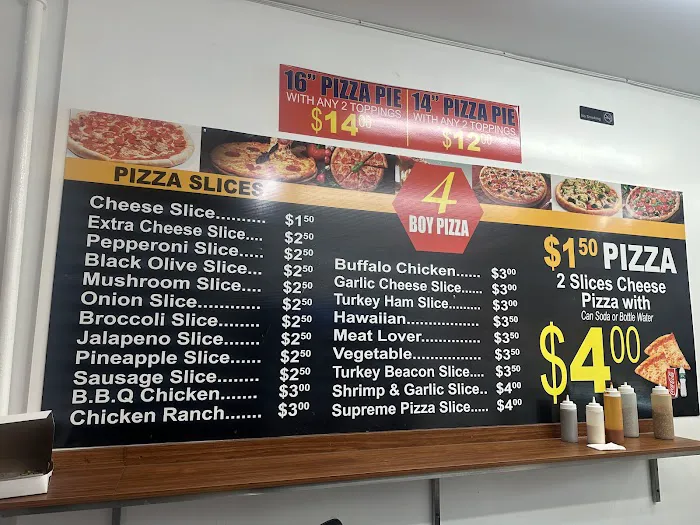 16" PIZZA PIE
WITH ANY 2 TOPPINGS
$14⁰⁰
14" PIZZA PIE
WITH ANY 2 TOPPINGS
$12⁰⁰
No Smoking
PIZZA SLICES
Cheese Slice.......... $1⁵⁰
Extra Cheese Slice.... $2⁵⁰
Pepperoni Slice..... $2⁵⁰
Black Olive Slice... $2⁵⁰
Mushroom Slice.... $2⁵⁰
Onion Slice.......... $2⁵⁰
Broccoli Slice....... $2⁵⁰
Jalapeno Slice...... $2⁵⁰
Pineapple Slice..... $2⁵⁰
Sausage Slice....... $2⁵⁰
B.B.Q Chicken....... $3⁰⁰
Chicken Ranch....... $3⁰⁰
4
BOY PIZZA
Buffalo Chicken...... $3⁰⁰
Garlic Cheese Slice..... $3⁰⁰
Turkey Ham Slice........ $3⁰⁰
Hawaiian.................. $3⁵⁰
Meat Lover.............. $3⁵⁰
Vegetable................ $3⁵⁰
Turkey Beacon Slice.... $3⁵⁰
Shrimp & Garlic Slice.. $4⁰⁰
Supreme Pizza Slice..... $4⁰⁰
$1⁵⁰ PIZZA
2 Slices Cheese
Pizza with
Can Soda or Bottle Water
$4⁰⁰